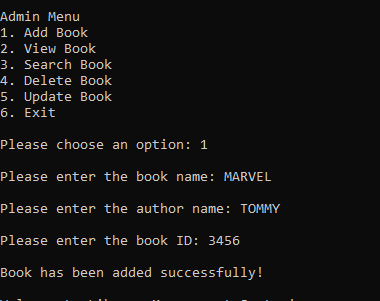 Admin Menu
1. Add Book
2. View Book
3. Search Book
4. Delete Book
5. Update Book
6. Exit
Please choose an option: 1
Please enter the book name: MARVEL
Please enter the author name: TOMMY
Please enter the book ID: 3456
Book has been added successfully!